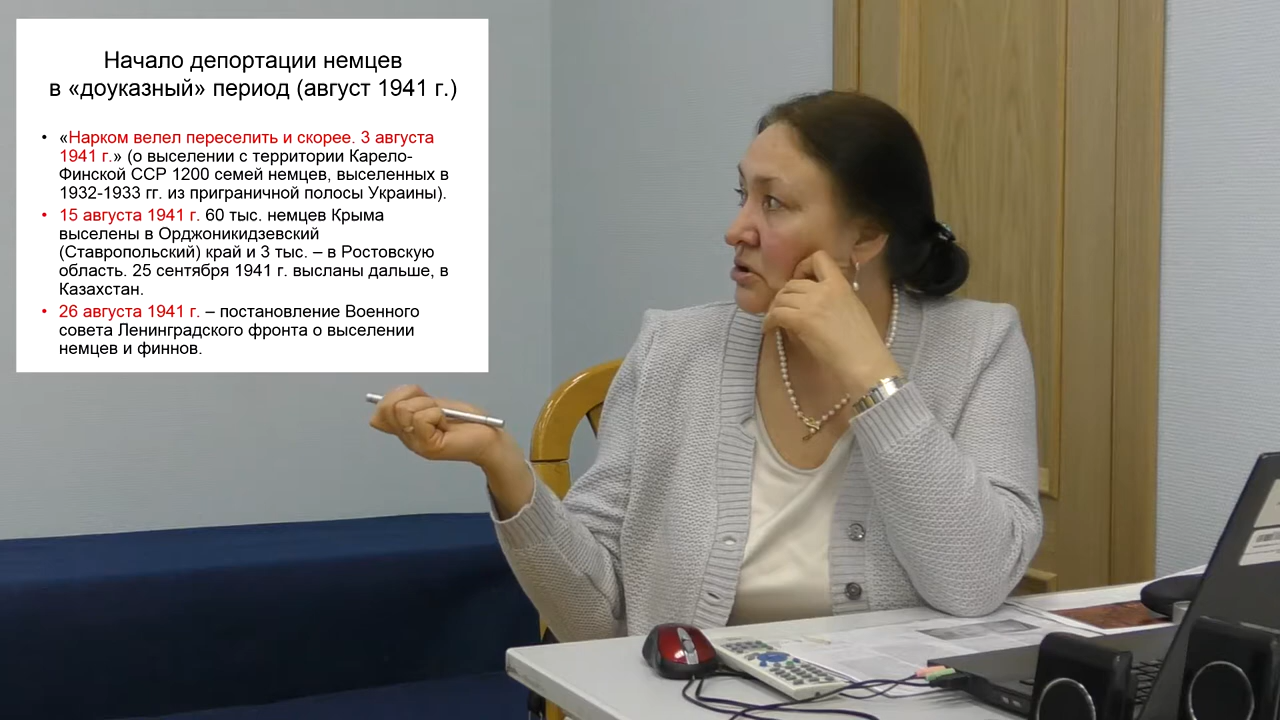 Начало депортации немцев
в «доуказный» период (август 1941 г.)
• «Нарком велел переселить и скорее. 3 августа
1941 г.» (о выселении с территории Карело-
Финской ССР 1200 семей немцев, выселенных в
1932-1933 гг. из приграничной полосы Украины).
• 15 августа 1941 г. 60 тыс. немцев Крыма
выселены в Орджоникидзевский
(Ставропольский) край и 3 тыс. – в Ростовскую
область. 25 сентября 1941 г. высланы дальше, в
Казахстан.
• 26 августа 1941 г. – постановление Военного
совета Ленинградского фронта о выселении
немцев и финнов.